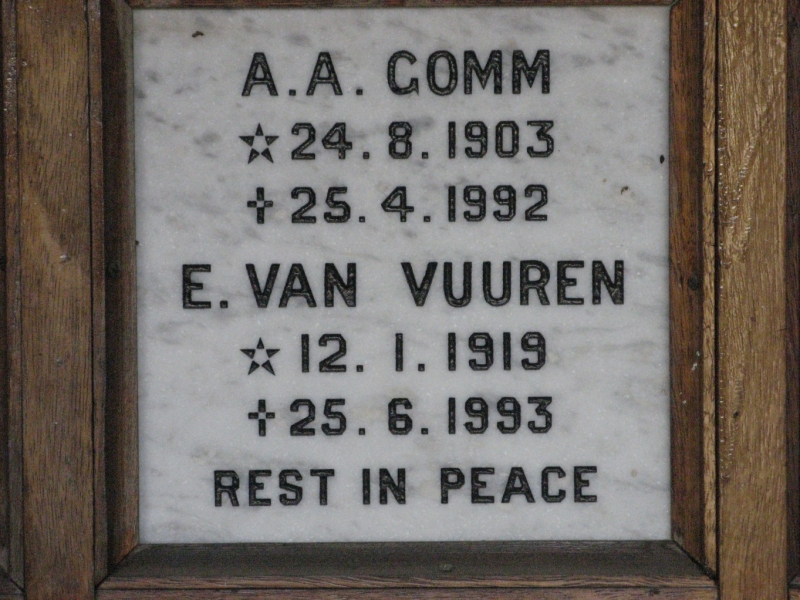 A.A. GOMM
☆ 24.8.1903
✝ 25.4.1992
E. VAN VUUREN
☆ 12.1.1919
✝ 25.6.1993
REST IN PEACE